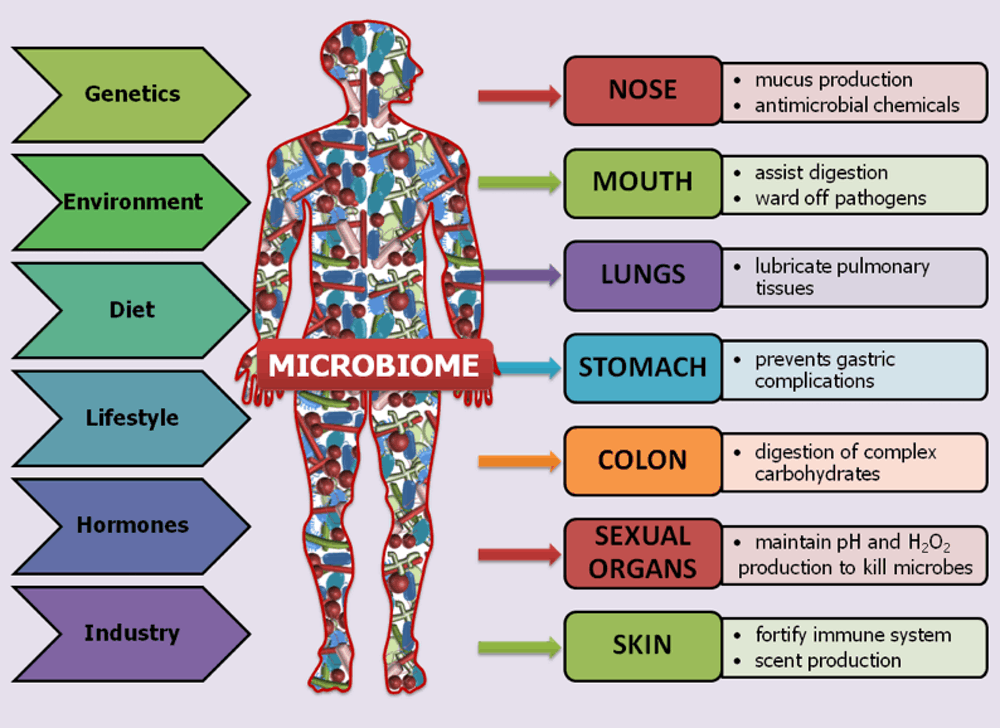 Genetics
Environment
Diet
Lifestyle
Hormones
Industry
MICROBIOME
NOSE
• mucus production
• antimicrobial chemicals
MOUTH
• assist digestion
• ward off pathogens
LUNGS
• lubricate pulmonary
tissues
STOMACH
• prevents gastric
complications
COLON
• digestion of complex
carbohydrates
SEXUAL
ORGANS
• maintain pH and H₂O₂
production to kill microbes
SKIN
• fortify immune system
• scent production